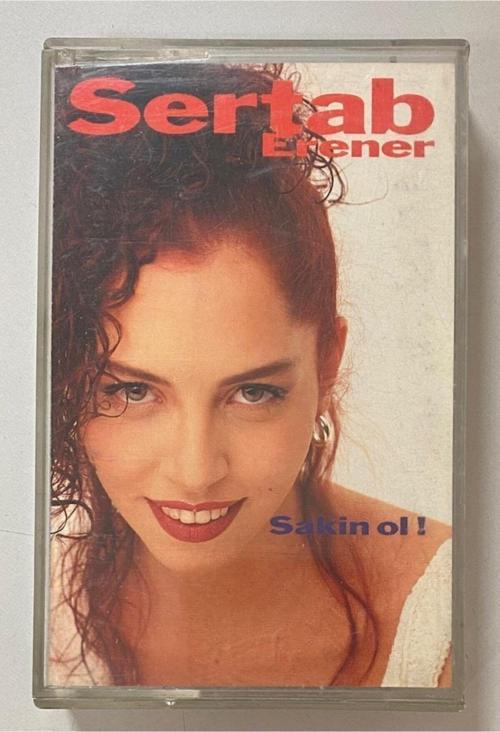 Sertab
Erener
Sakin ol !